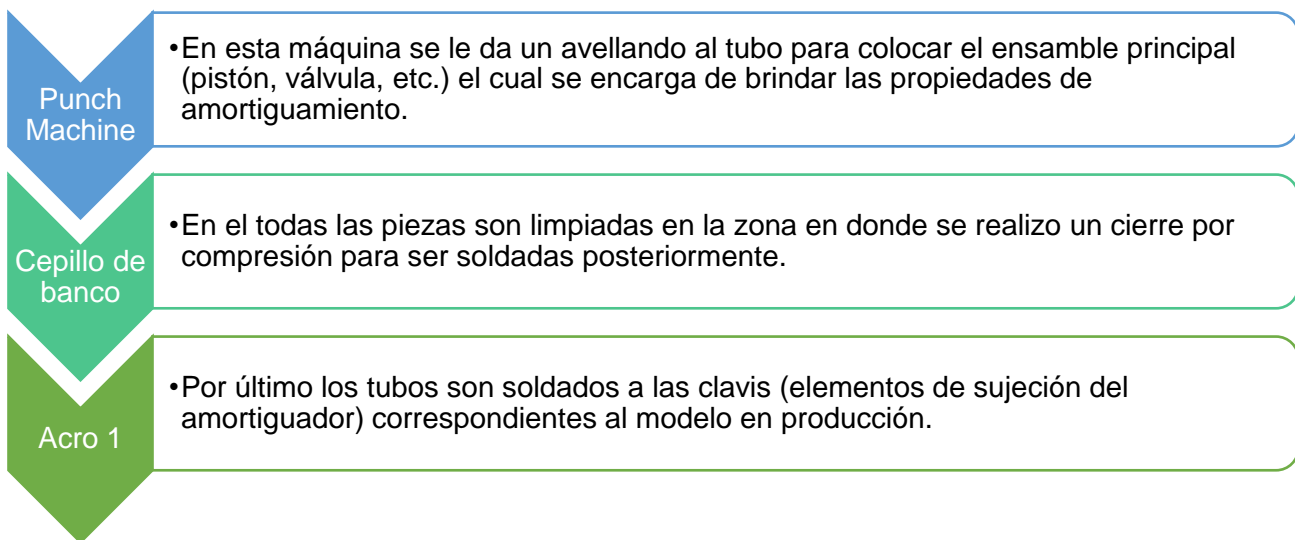 Punch
Machine
•En esta máquina se le da un avellando al tubo para colocar el ensamble principal
(pistón, válvula, etc.) el cual se encarga de brindar las propiedades de
amortiguamiento.
Cepillo de
banco
•En el todas las piezas son limpiadas en la zona en donde se realizo un cierre por
compresión para ser soldadas posteriormente.
Acro 1
•Por último los tubos son soldados a las clavis (elementos de sujeción del
amortiguador) correspondientes al modelo en producción.